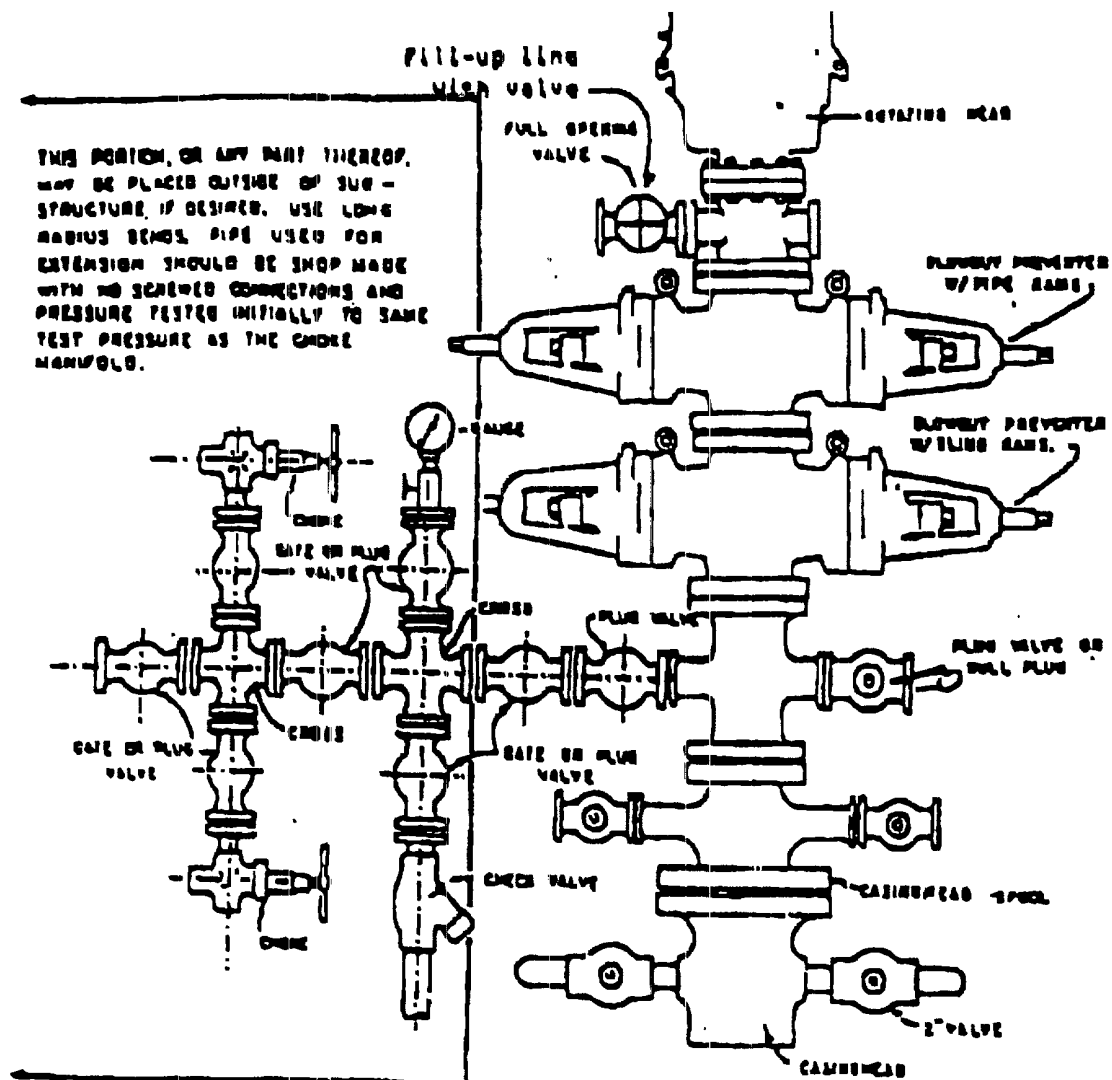 Fill-up line
with valve
FULL OPENING
VALVE
ROTATING HEAD
THIS PORTION, OR ANY PART THEREOF,
MAY BE PLACED OUTSIDE OF SUB-
STRUCTURE, IF DESIRED. USE LONG
RADIUS BENDS. PIPE USED FOR
EXTENSION SHOULD BE SHOP MADE
WITH NO SCREWED CONNECTIONS AND
PRESSURE TESTED INITIALLY TO SAME
TEST PRESSURE AS THE CHOKE
MANIFOLD.
BLOWOUT PREVENTER
W/PIPE RAMS
GAUGE
BLOWOUT PREVENTER
W/BLIND RAMS.
CHOKE
GATE OR PLUG
VALVE
CROSS
PLUG VALVE
PLUG VALVE OR
BULL PLUG
CROSS
GATE OR PLUG
VALVE
GATE OR PLUG
VALVE
CHECK VALVE
CASINGHEAD SPOOL
CHOKE
2" VALVE
CASINGHEAD